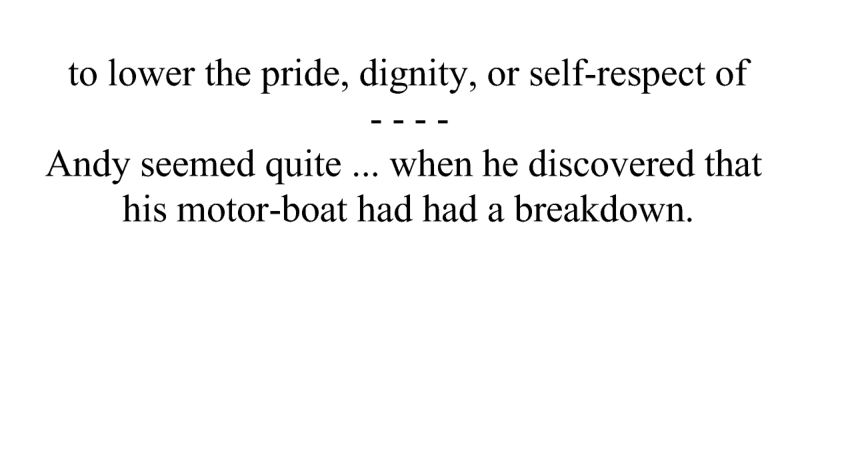 to lower the pride, dignity, or self-respect of
- - - -
Andy seemed quite ... when he discovered that
his motor-boat had had a breakdown.